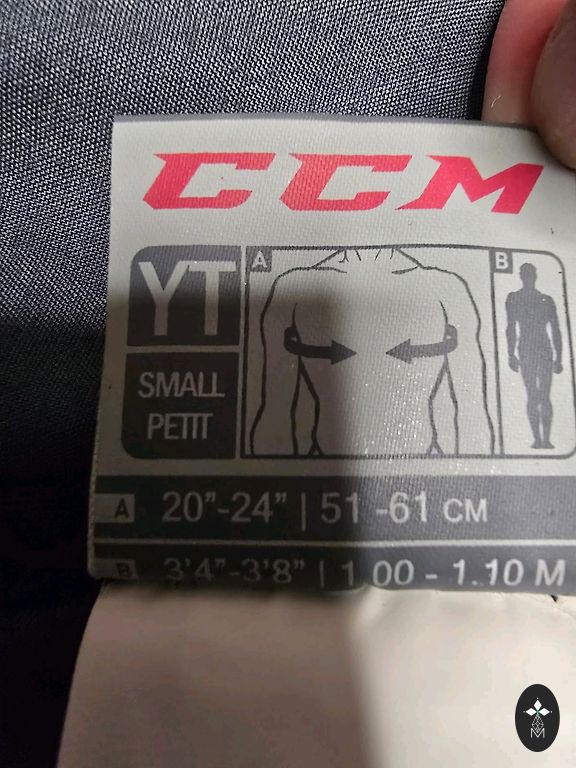 CCM
YT
SMALL
PETIT
A
B
A 20"-24" | 51 -61 CM
B 3'4"-3'8" | 1.00 - 1.10 M
M